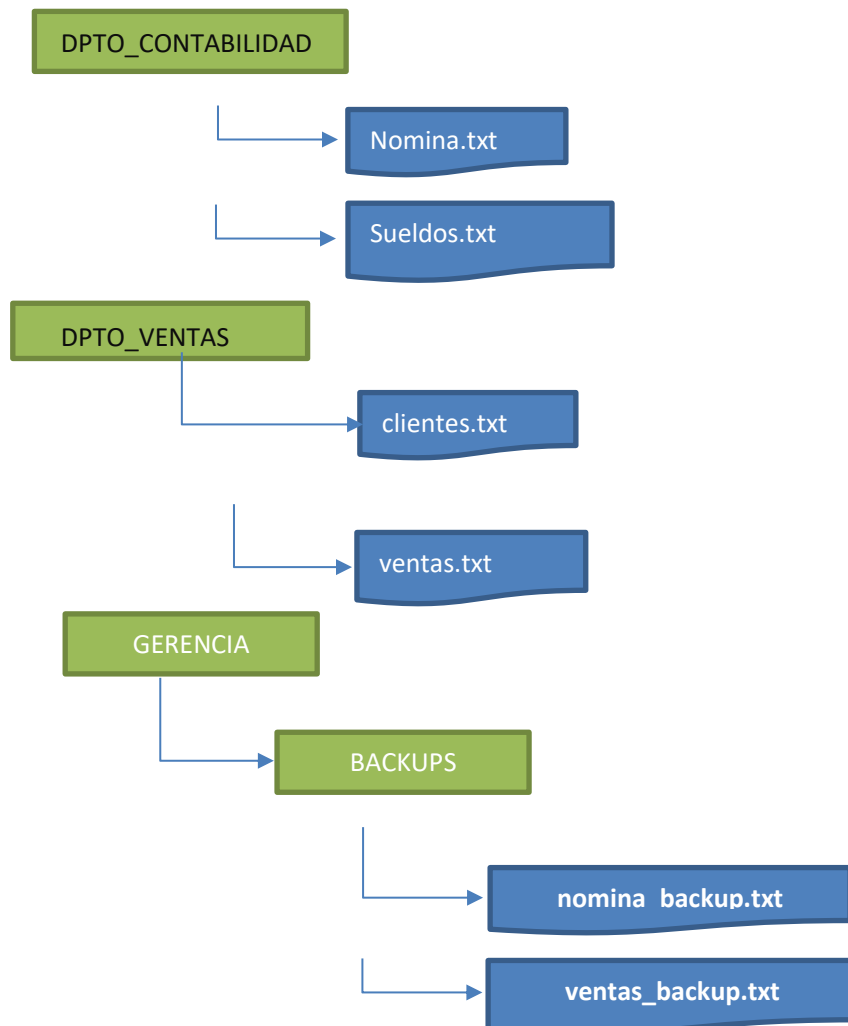 DPTO_CONTABILIDAD
Nomina.txt
Sueldos.txt
DPTO_VENTAS
clientes.txt
ventas.txt
GERENCIA
BACKUPS
nomina_backup.txt
ventas_backup.txt